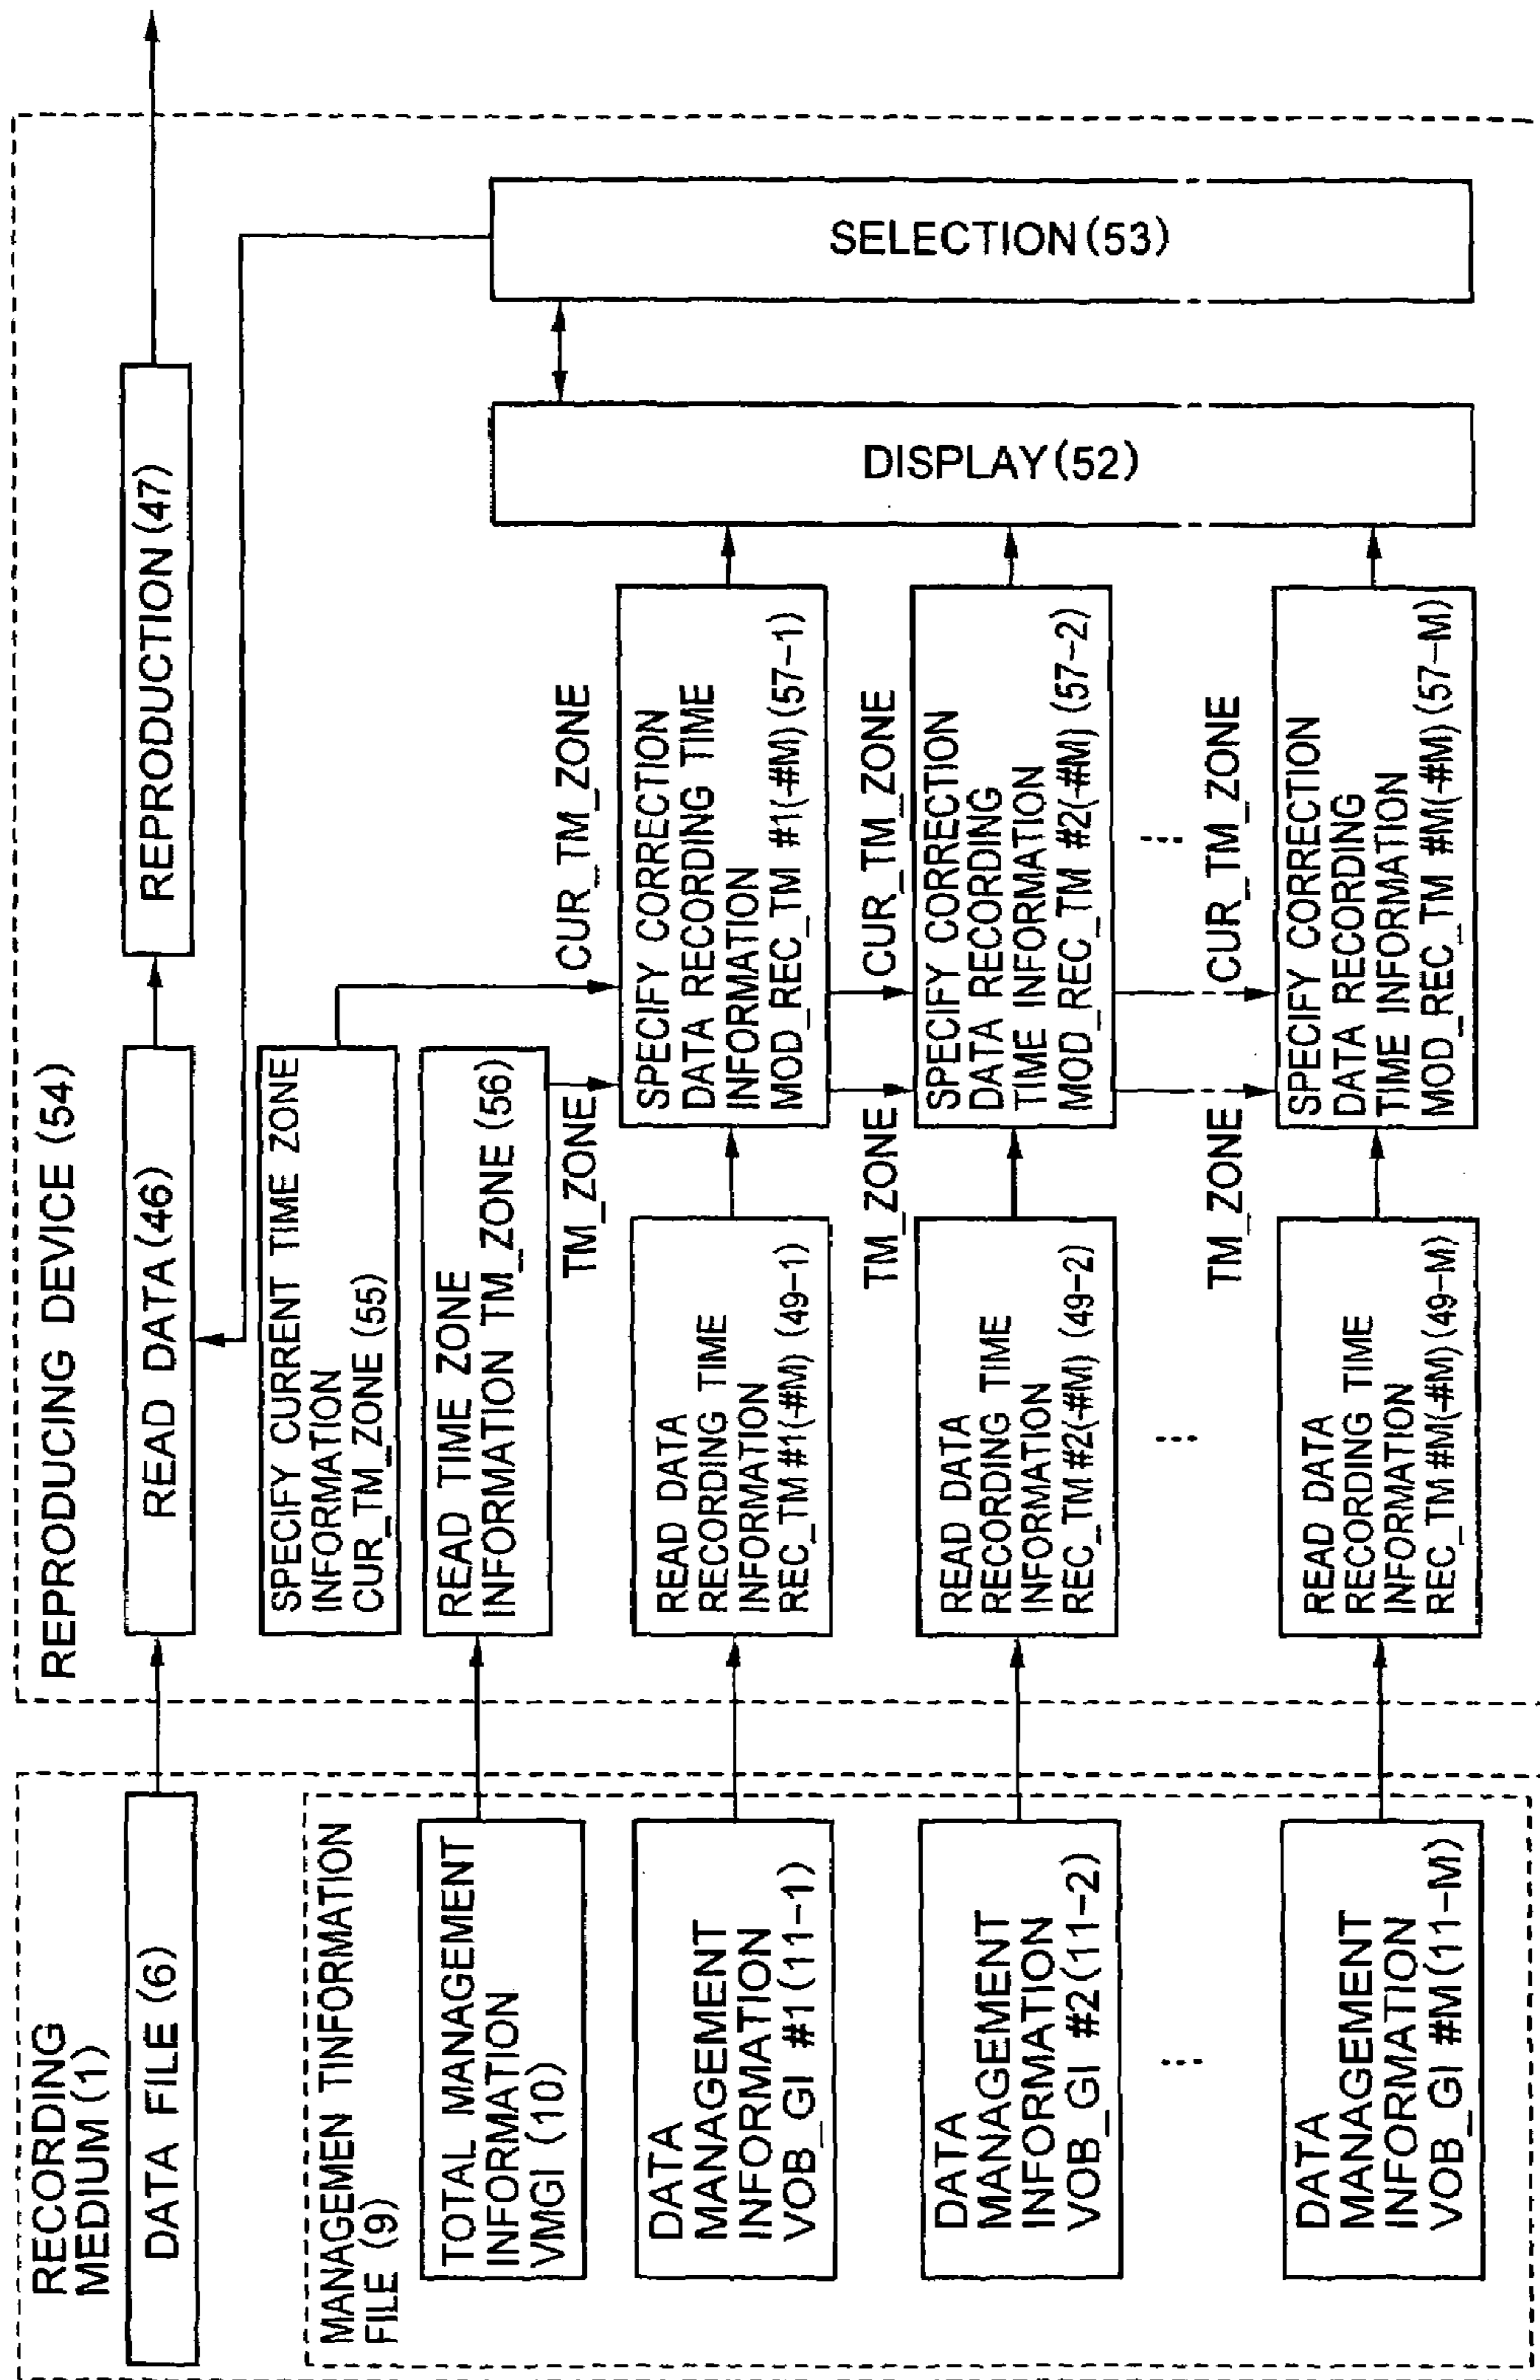 RECORDING
MEDIUM (1)
DATA FILE (6)
MANAGEMEN TINFORMATION
FILE (9)
TOTAL MANAGEMENT
INFORMATION
VMGI (10)
DATA
MANAGEMENT
INFORMATION
VOB_GI #1 (11-1)
DATA
MANAGEMENT
INFORMATION
VOB_GI #2 (11-2)
...
DATA
MANAGEMENT
INFORMATION
VOB_GI #M (11-M)
REPRODUCING DEVICE (54)
READ DATA (46)
REPRODUCTION (47)
SPECIFY CURRENT TIME ZONE
INFORMATION
CUR_TM_ZONE (55)
READ TIME ZONE
INFORMATION TM_ZONE (56)
TM_ZONE
CUR_TM_ZONE
READ DATA
RECORDING TIME
INFORMATION
REC_TM #1(-#M) (49-1)
SPECIFY CORRECTION
DATA RECORDING TIME
INFORMATION
MOD_REC_TM #1(-#M) (57-1)
TM_ZONE
CUR_TM_ZONE
READ DATA
RECORDING TIME
INFORMATION
REC_TM #2(-#M) (49-2)
SPECIFY CORRECTION
DATA RECORDING
TIME INFORMATION
MOD_REC_TM #2(-#M) (57-2)
...
...
TM_ZONE
CUR_TM_ZONE
READ DATA
RECORDING TIME
INFORMATION
REC_TM #M(-#M) (49-M)
SPECIFY CORRECTION
DATA RECORDING
TIME INFORMATION
MOD_REC_TM #M(-#M) (57-M)
DISPLAY (52)
SELECTION (53)